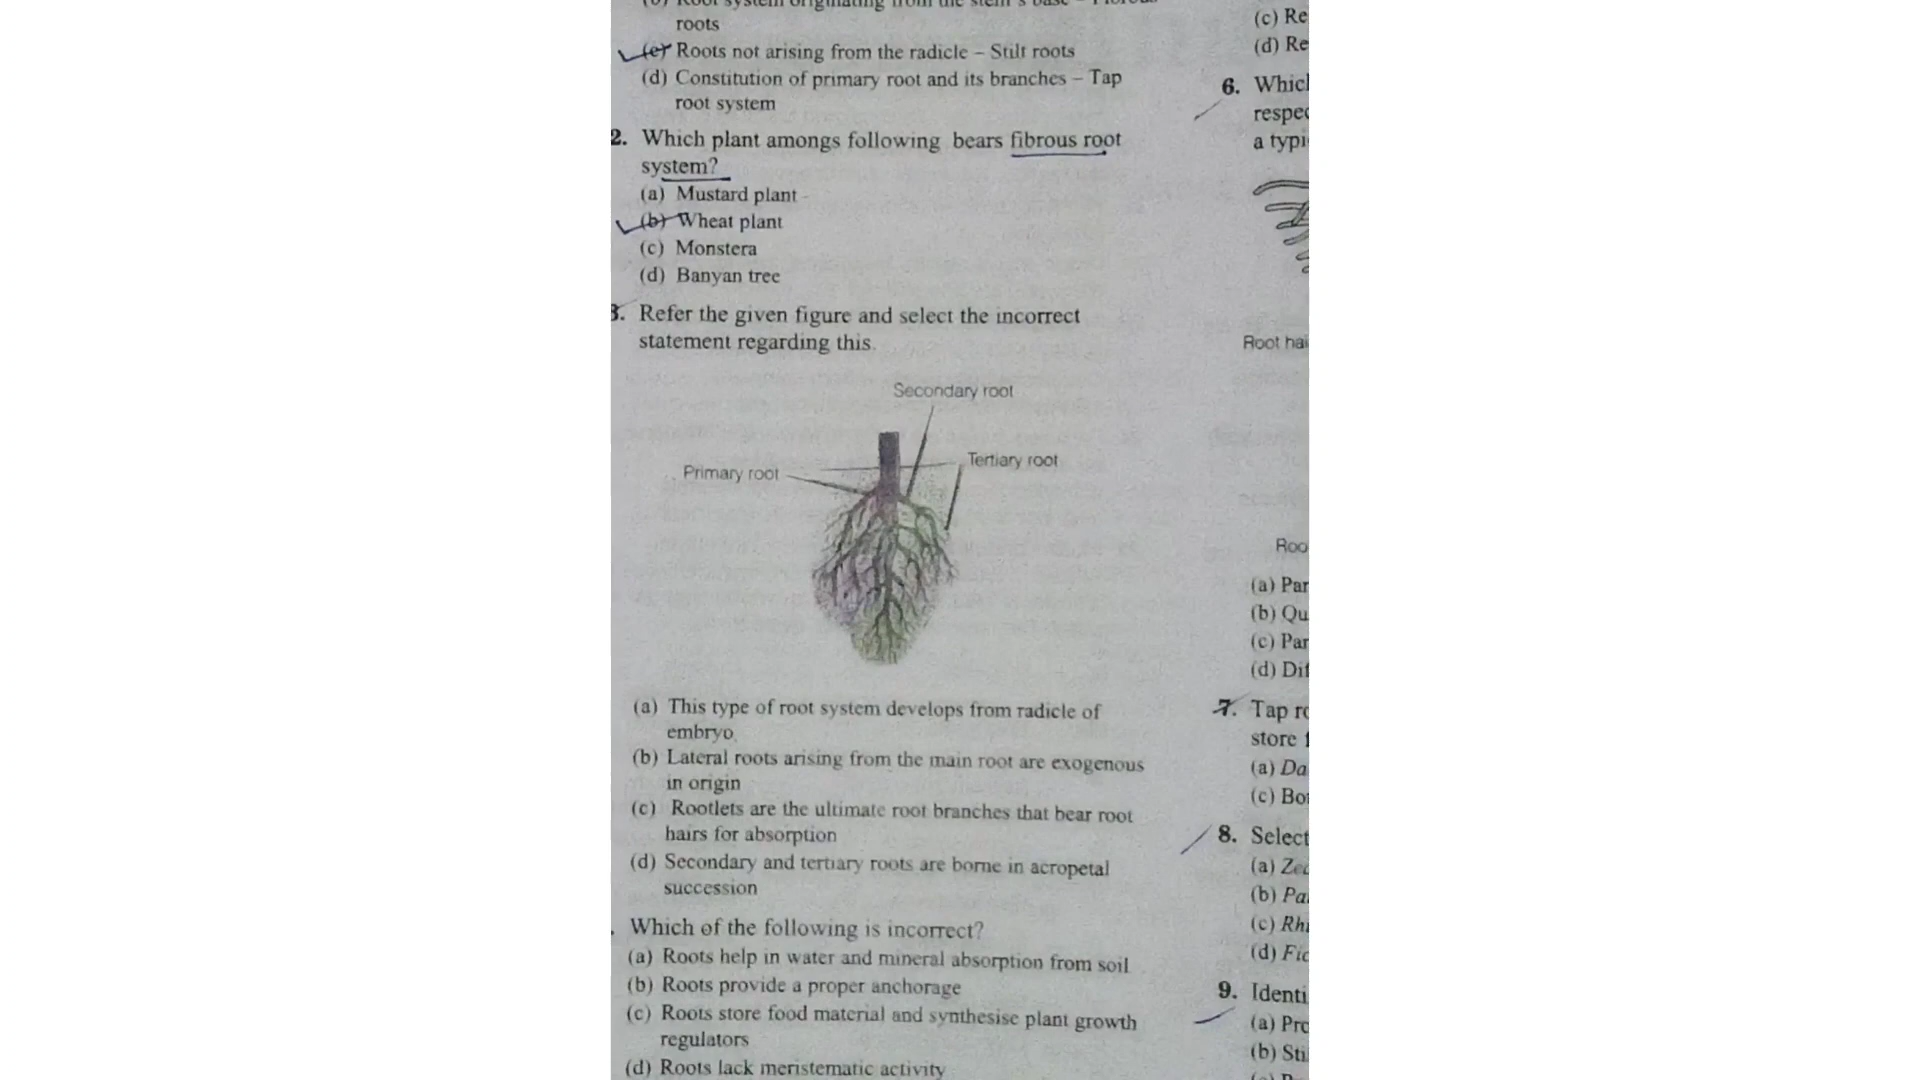 roots
(c) Roots not arising from the radicle – Stilt roots
(d) Constitution of primary root and its branches – Tap
root system
2. Which plant amongs following bears fibrous root
system?
(a) Mustard plant
(b) Wheat plant
(c) Monstera
(d) Banyan tree
3. Refer the given figure and select the incorrect
statement regarding this.
Secondary root
Primary root
Tertiary root
(a) This type of root system develops from radicle of
embryo.
(b) Lateral roots arising from the main root are exogenous
in origin
(c) Rootlets are the ultimate root branches that bear root
hairs for absorption
(d) Secondary and tertiary roots are borne in acropetal
succession
Which of the following is incorrect?
(a) Roots help in water and mineral absorption from soil
(b) Roots provide a proper anchorage
(c) Roots store food material and synthesise plant growth
regulators
(d) Roots lack meristematic activity
(c) Re
(d) Re
6. Which
respec
a typi
Root hai
Roo
(a) Par
(b) Qu
(c) Par
(d) Dif
7. Tap ro
store
(a) Da
(c) Bo
8. Select
(a) Ze
(b) Pa
(c) Rh
(d) Fic
9. Identi
(a) Pro
(b) Sti